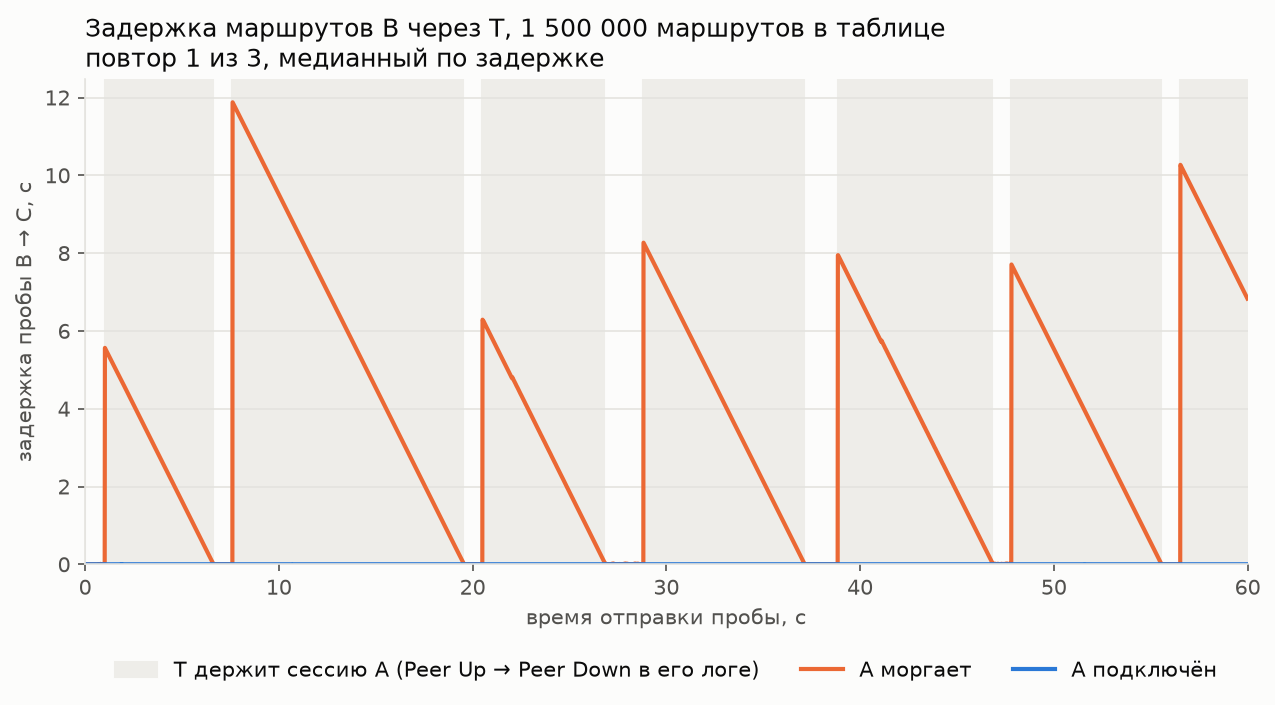 Задержка маршрутов B через T, 1 500 000 маршрутов в таблице
повтор 1 из 3, медианный по задержке
задержка пробы B → C, с
12
10
8
6
4
2
0
0 10 20 30 40 50 60
время отправки пробы, с
T держит сессию A (Peer Up → Peer Down в его логе) A моргает A подключён